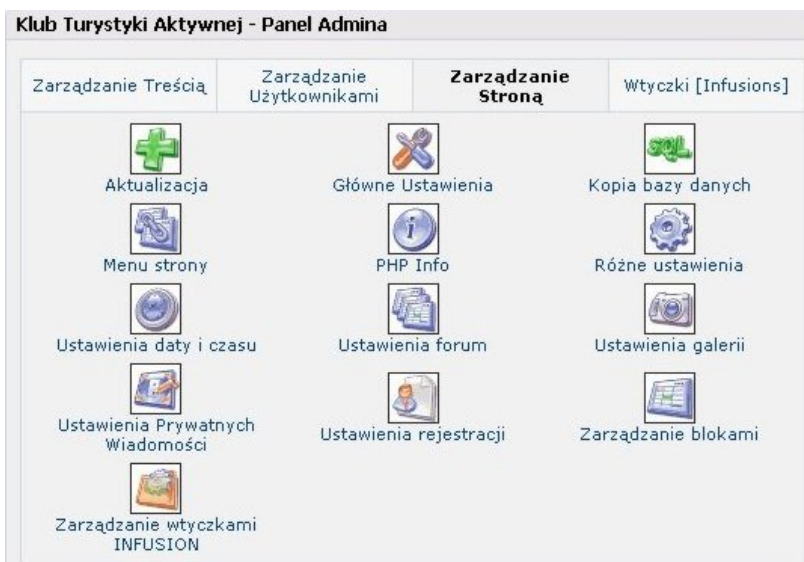 Klub Turystyki Aktywnej - Panel Admina
Zarządzanie Treścią
Zarządzanie
Użytkownikami
Zarządzanie
Stroną
Wtyczki [Infusions]
SQL
Aktualizacja
Główne Ustawienia
Kopia bazy danych
Menu strony
PHP Info
Różne ustawienia
Ustawienia daty i czasu
Ustawienia forum
Ustawienia galerii
Ustawienia Prywatnych
Wiadomości
Ustawienia rejestracji
Zarządzanie blokami
Zarządzanie wtyczkami
INFUSION